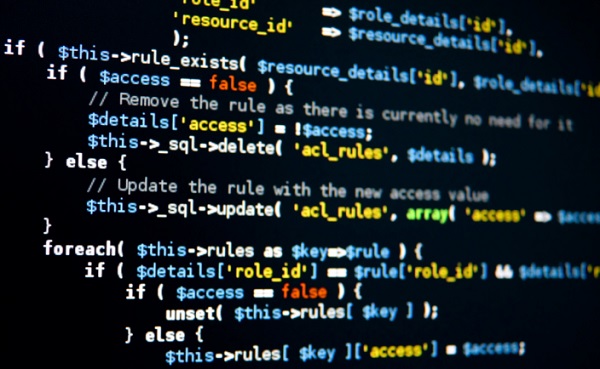 'role_id' => $role_details['id'],
'resource_id' => $resource_details['id'],
);
if ( $this->rule_exists( $resource_details['id'], $role_details['id
if ( $access == false ) {
// Remove the rule as there is currently no need for it
$details['access'] = !$access;
$this->_sql->delete( 'acl_rules', $details );
} else {
// Update the rule with the new access value
$this->_sql->update( 'acl_rules', array( 'access' => $access
}
foreach( $this->rules as $key=>$rule ) {
if ( $details['role_id'] == $rule['role_id'] && $details['r
if ( $access == false ) {
unset( $this->rules[ $key ] );
} else {
$this->rules[ $key ]['access'] = $access;